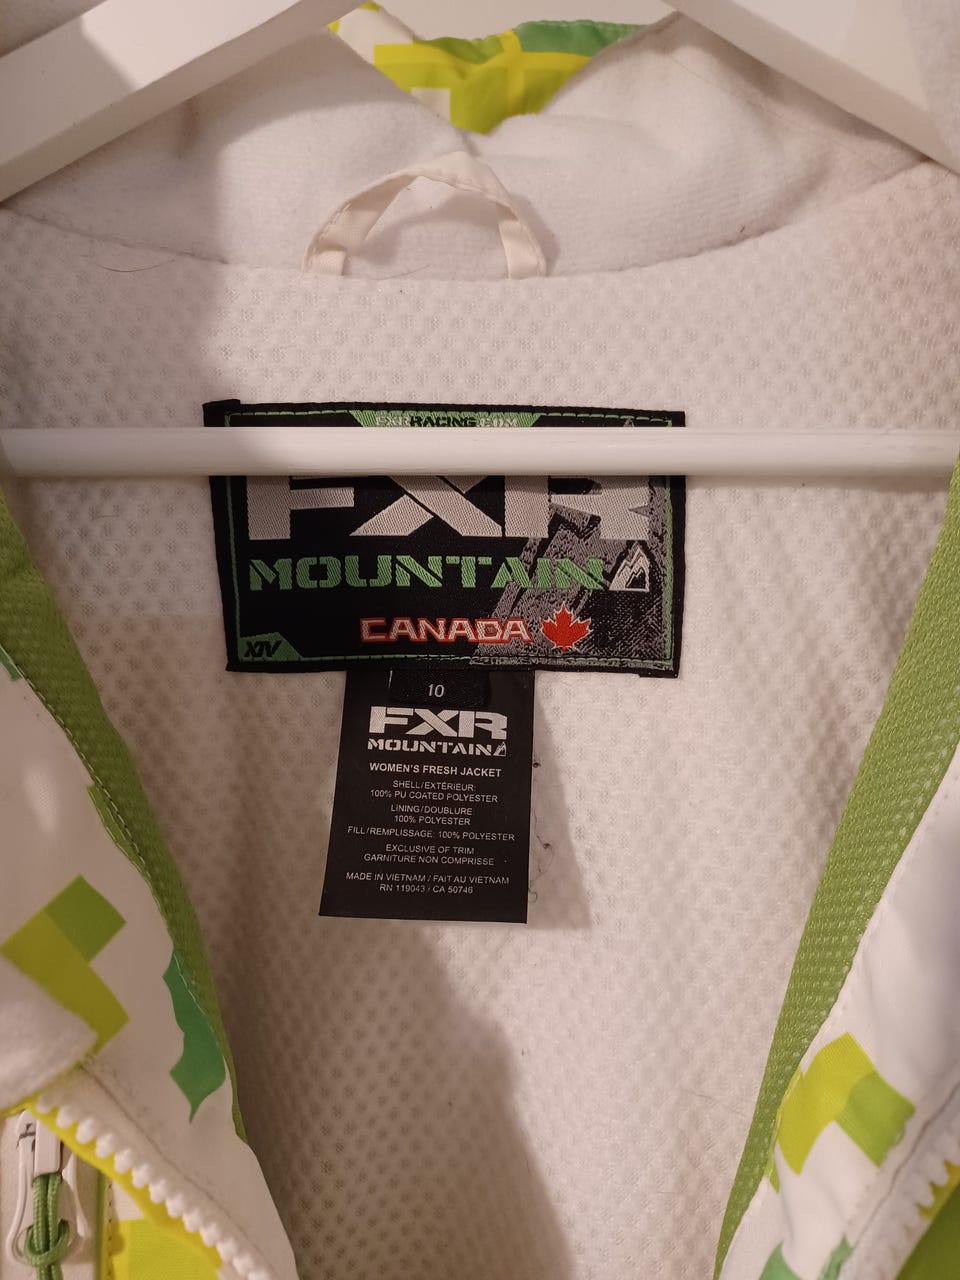 FXRRACING.COM
FXR
MOUNTAIN
CANADA
XIV
10
FXR
MOUNTAIN
WOMEN'S FRESH JACKET
SHELL/EXTÉRIEUR:
100% PU COATED POLYESTER
LINING/DOUBLURE:
100% POLYESTER
FILL/REMPLISSAGE: 100% POLYESTER
EXCLUSIVE OF TRIM
GARNITURE NON COMPRISE
MADE IN VIETNAM / FAIT AU VIETNAM
RN 119043 / CA 50746